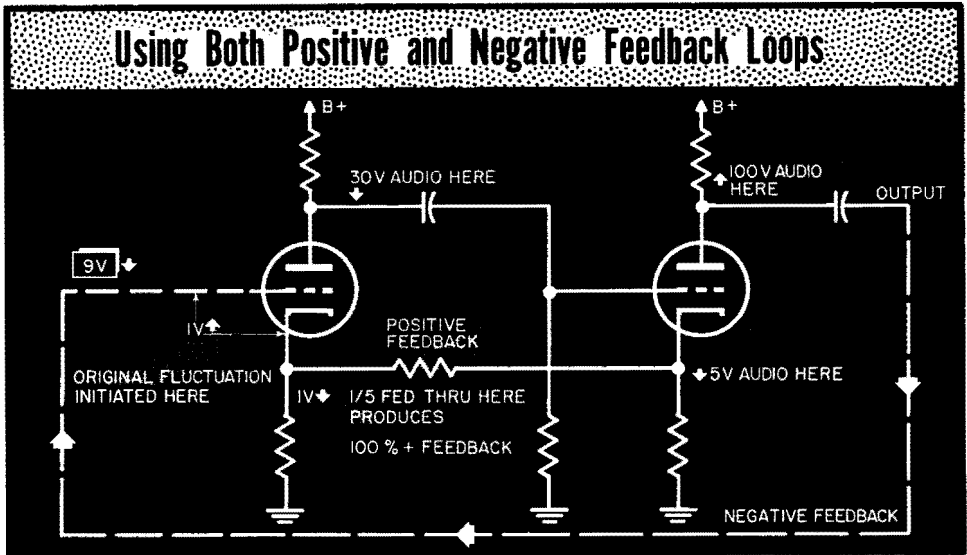 Using Both Positive and Negative Feedback Loops
B+
B+
30V AUDIO HERE
100V AUDIO
HERE
OUTPUT
9V
1V
POSITIVE
FEEDBACK
ORIGINAL FLUCTUATION
INITIATED HERE
5V AUDIO HERE
1V
1/5 FED THRU HERE
PRODUCES
100 % + FEEDBACK
NEGATIVE FEEDBACK